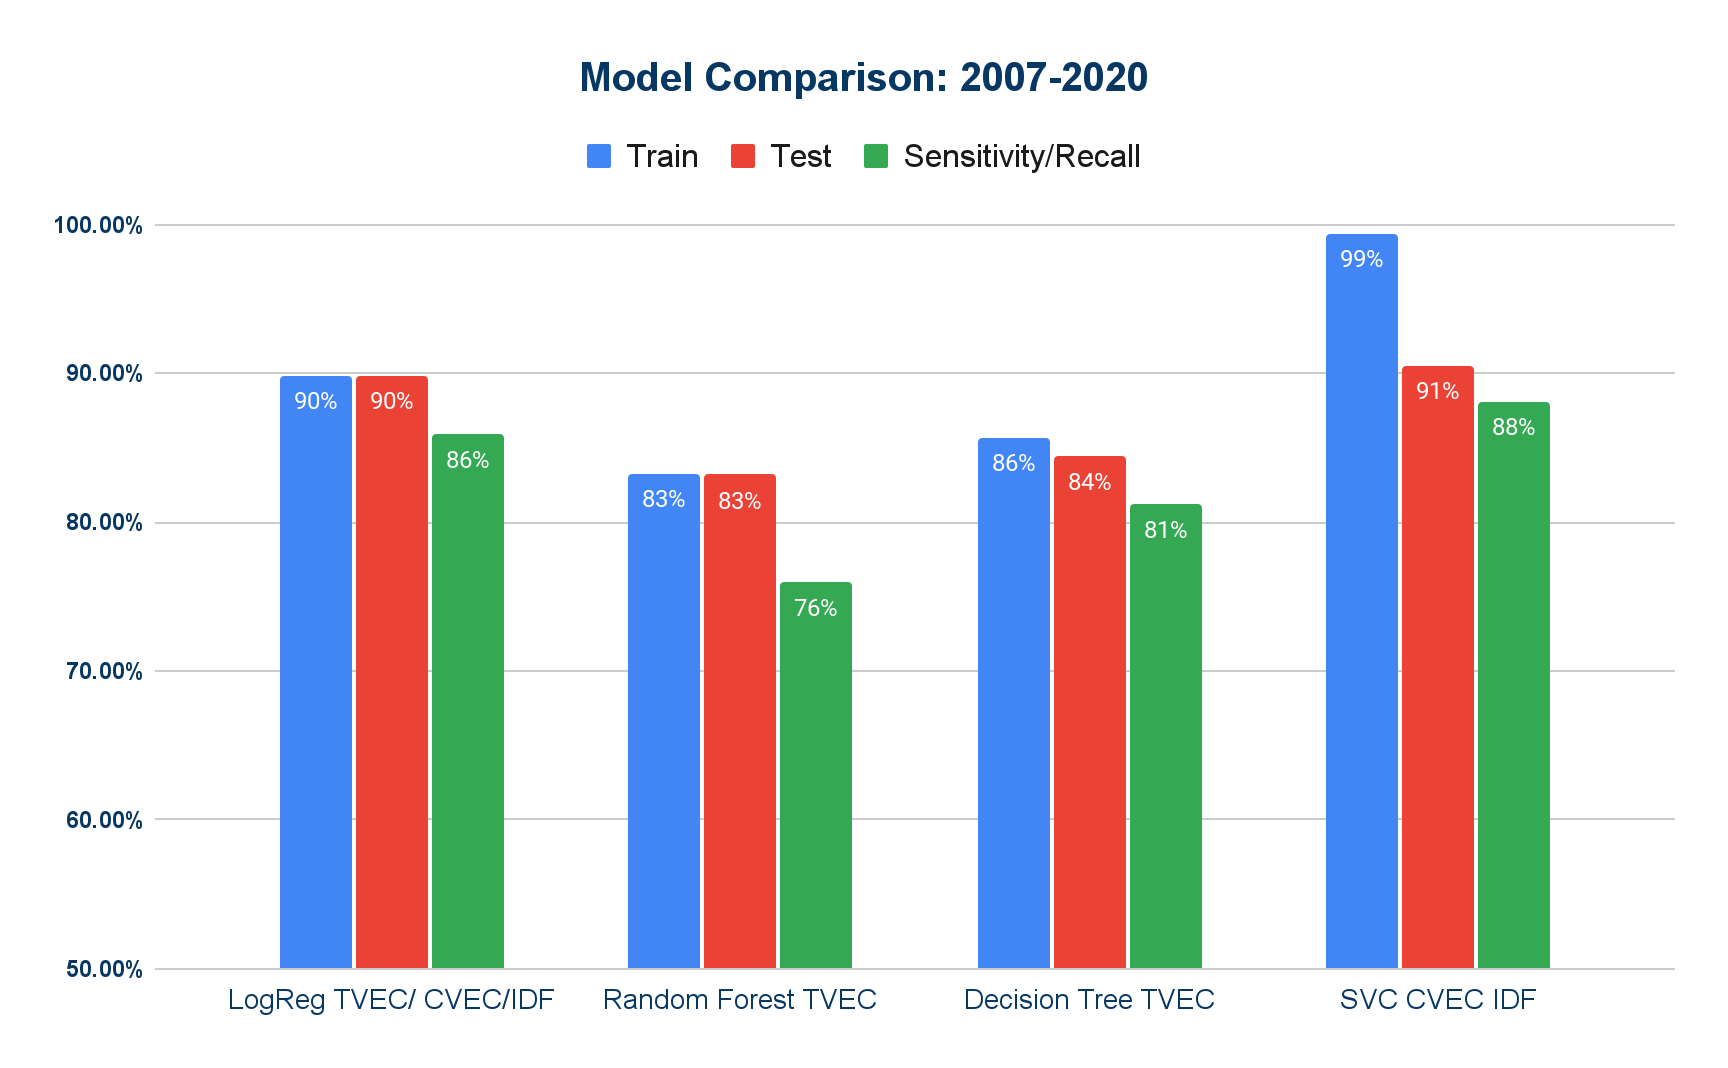 Model Comparison: 2007-2020
Train Test Sensitivity/Recall
100.00%
90.00%
80.00%
70.00%
60.00%
50.00%
90% 90% 86%
83% 83% 76%
86% 84% 81%
99% 91% 88%
LogReg TVEC/ CVEC/IDF Random Forest TVEC Decision Tree TVEC SVC CVEC IDF